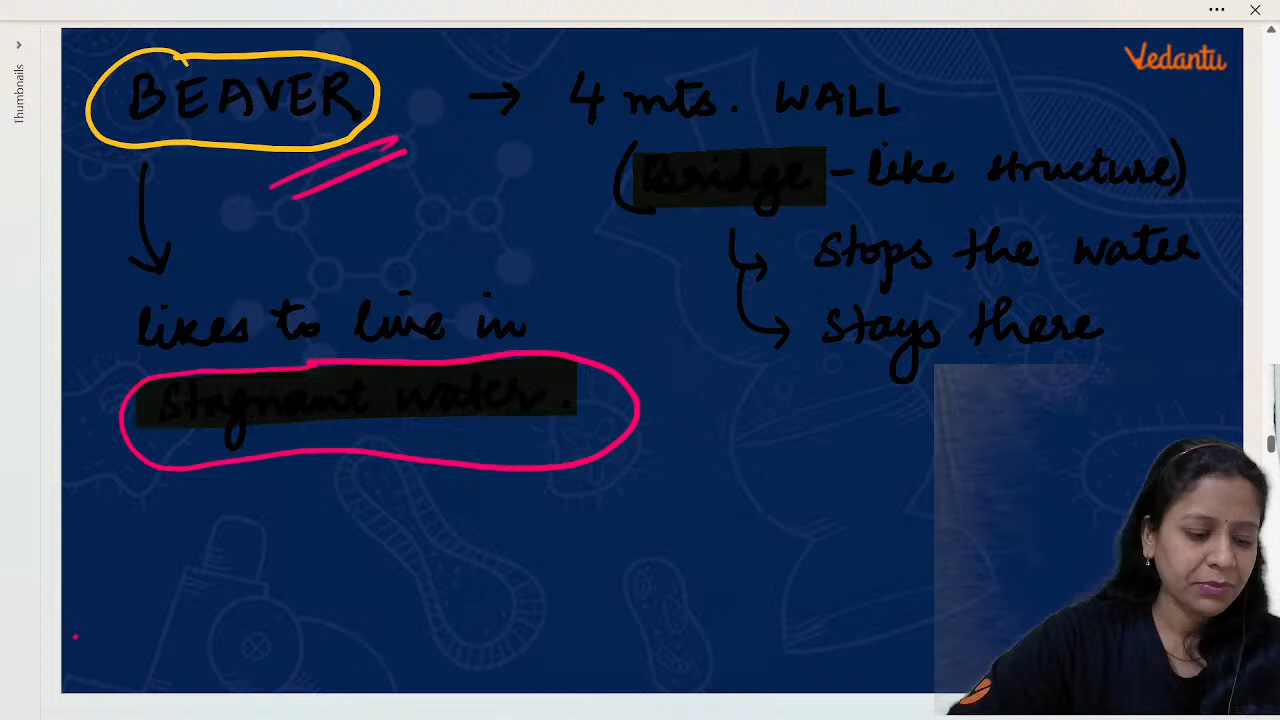 Thumbnails
Vedantu
BEAVER → 4 mts. WALL
(Bridge - like structure)
↳ Stops the water
↳ stays there
↓
likes to live in
Stagnant water.